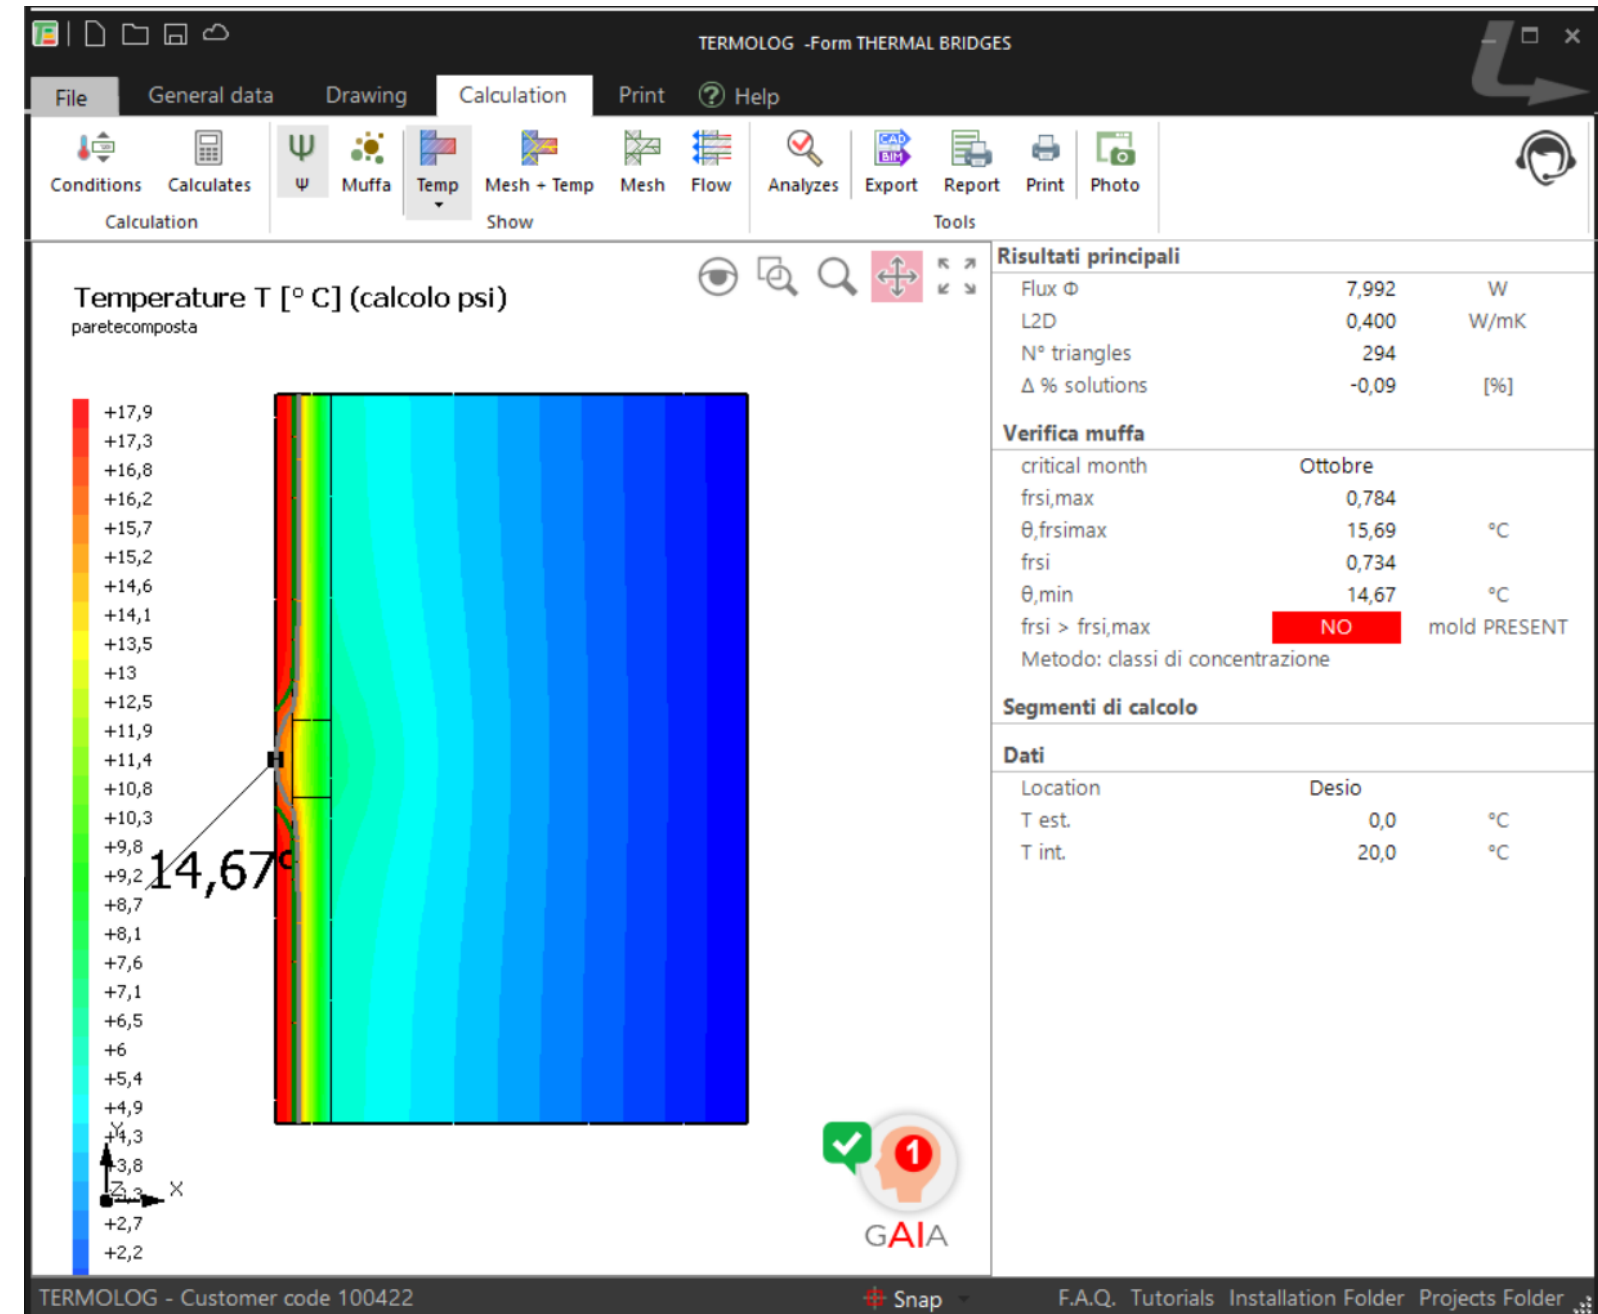 TERMOLOG -Form THERMAL BRIDGES
File General data Drawing Calculation Print ? Help
Conditions Calculates Ψ Muffa Temp Mesh + Temp Mesh Flow Analyzes CAD BIM Export Report Print Photo
Calculation Show Tools
Temperature T [° C] (calcolo psi)
paretecomposta
+17,9
+17,3
+16,8
+16,2
+15,7
+15,2
+14,6
+14,1
+13,5
+13
+12,5
+11,9
+11,4
+10,8
+10,3
+9,8
+9,2
+8,7
+8,1
+7,6
+7,1
+6,5
+6
+5,4
+4,9
+4,3
+3,8
+3,3
+2,7
+2,2
14,67°
Y
Z
X
1
GAIA
Risultati principali
Flux Φ 7,992 W
L2D 0,400 W/mK
N° triangles 294
Δ % solutions -0,09 [%]
Verifica muffa
critical month Ottobre
frsi,max 0,784
θ,frsimax 15,69 °C
frsi 0,734
θ,min 14,67 °C
frsi > frsi,max NO mold PRESENT
Metodo: classi di concentrazione
Segmenti di calcolo
Dati
Location Desio
T est. 0,0 °C
T int. 20,0 °C
TERMOLOG - Customer code 100422 Snap F.A.Q. Tutorials Installation Folder Projects Folder